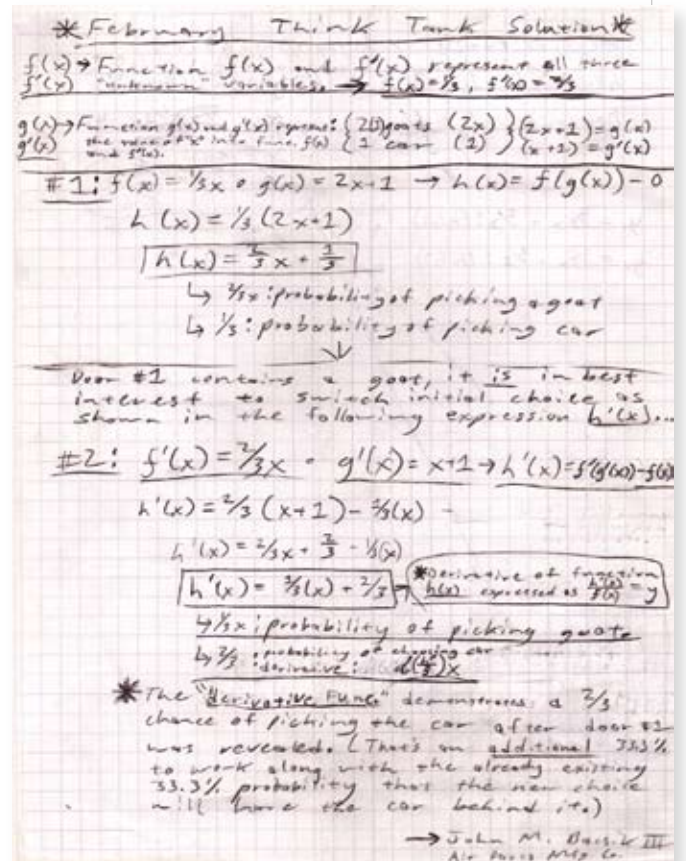 * February Think Tank Solution *
f(x) → Function f(x) and f'(x) represent all three
f'(x) "unknown" variables. → f(x) = 1/3, f'(x) = 2/3
g(x) → Function g(x) and g'(x) represent: { 2 goats (2x) } (2x+1) = g(x)
g'(x) the value of "x" into func. f(x) { 1 car (1) } (x+1) = g'(x)
and f'(x).
#1: f(x) = 1/3x ∘ g(x) = 2x+1 → h(x) = f(g(x)) - 0
h(x) = 1/3 (2x+1)
h(x) = 2/3 x + 1/3
↳ 2/3x: probability of picking a goat
↳ 1/3: probability of picking car
↓
Door #1 contains a goat, it is in best
interest to switch initial choice as
shown in the following expression h'(x)...
#2: f'(x) = 2/3x ∘ g'(x) = x+1 → h'(x) = f'(g'(x)) - f(x)
h'(x) = 2/3 (x+1) - 1/3(x)
h'(x) = 2/3x + 2/3 - 1/3(x)
h'(x) = 1/3(x) + 2/3
* Derivative of function
h(x) expressed as = y
↳ 1/3x: probability of picking goat
↳ 2/3: probability of choosing car
derivative:
* The "derivative Func." demonstrates a 2/3
chance of picking the car after door #1
was revealed. (That's an additional 33.3%
to work along with the already existing
33.3% probability that the new choice
will have the car behind it.)
→ John M. III
Air Mfg Co.